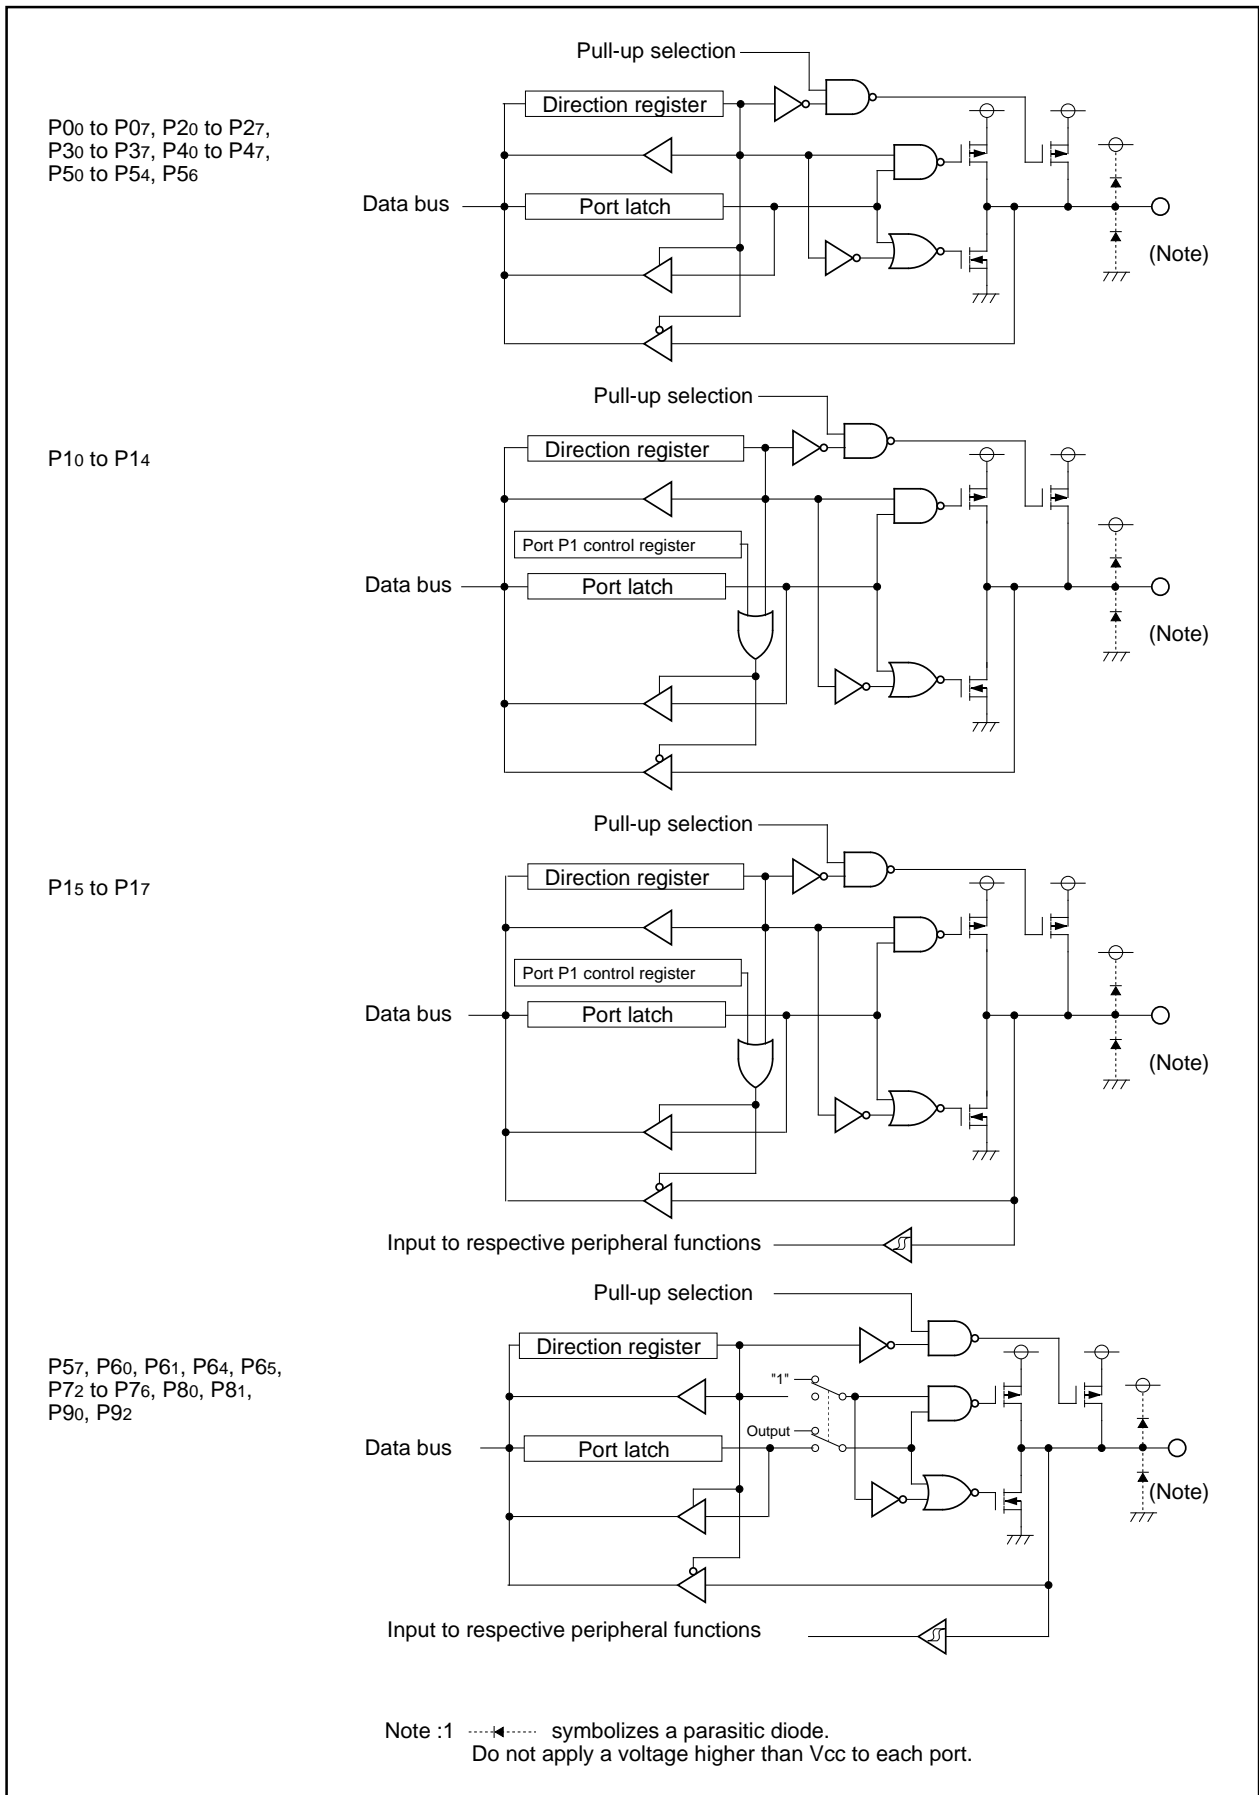 Pull-up selection
Direction register
P00 to P07, P20 to P27,
P30 to P37, P40 to P47,
P50 to P54, P56
Data bus
Port latch
(Note)
Pull-up selection
P10 to P14
Direction register
Port P1 control register
Data bus
Port latch
(Note)
Pull-up selection
P15 to P17
Direction register
Port P1 control register
Data bus
Port latch
(Note)
Input to respective peripheral functions
Pull-up selection
Direction register
P57, P60, P61, P64, P65,
P72 to P76, P80, P81,
P90, P92
"1"
Output
Data bus
Port latch
(Note)
Input to respective peripheral functions
Note :1 symbolizes a parasitic diode.
Do not apply a voltage higher than Vcc to each port.